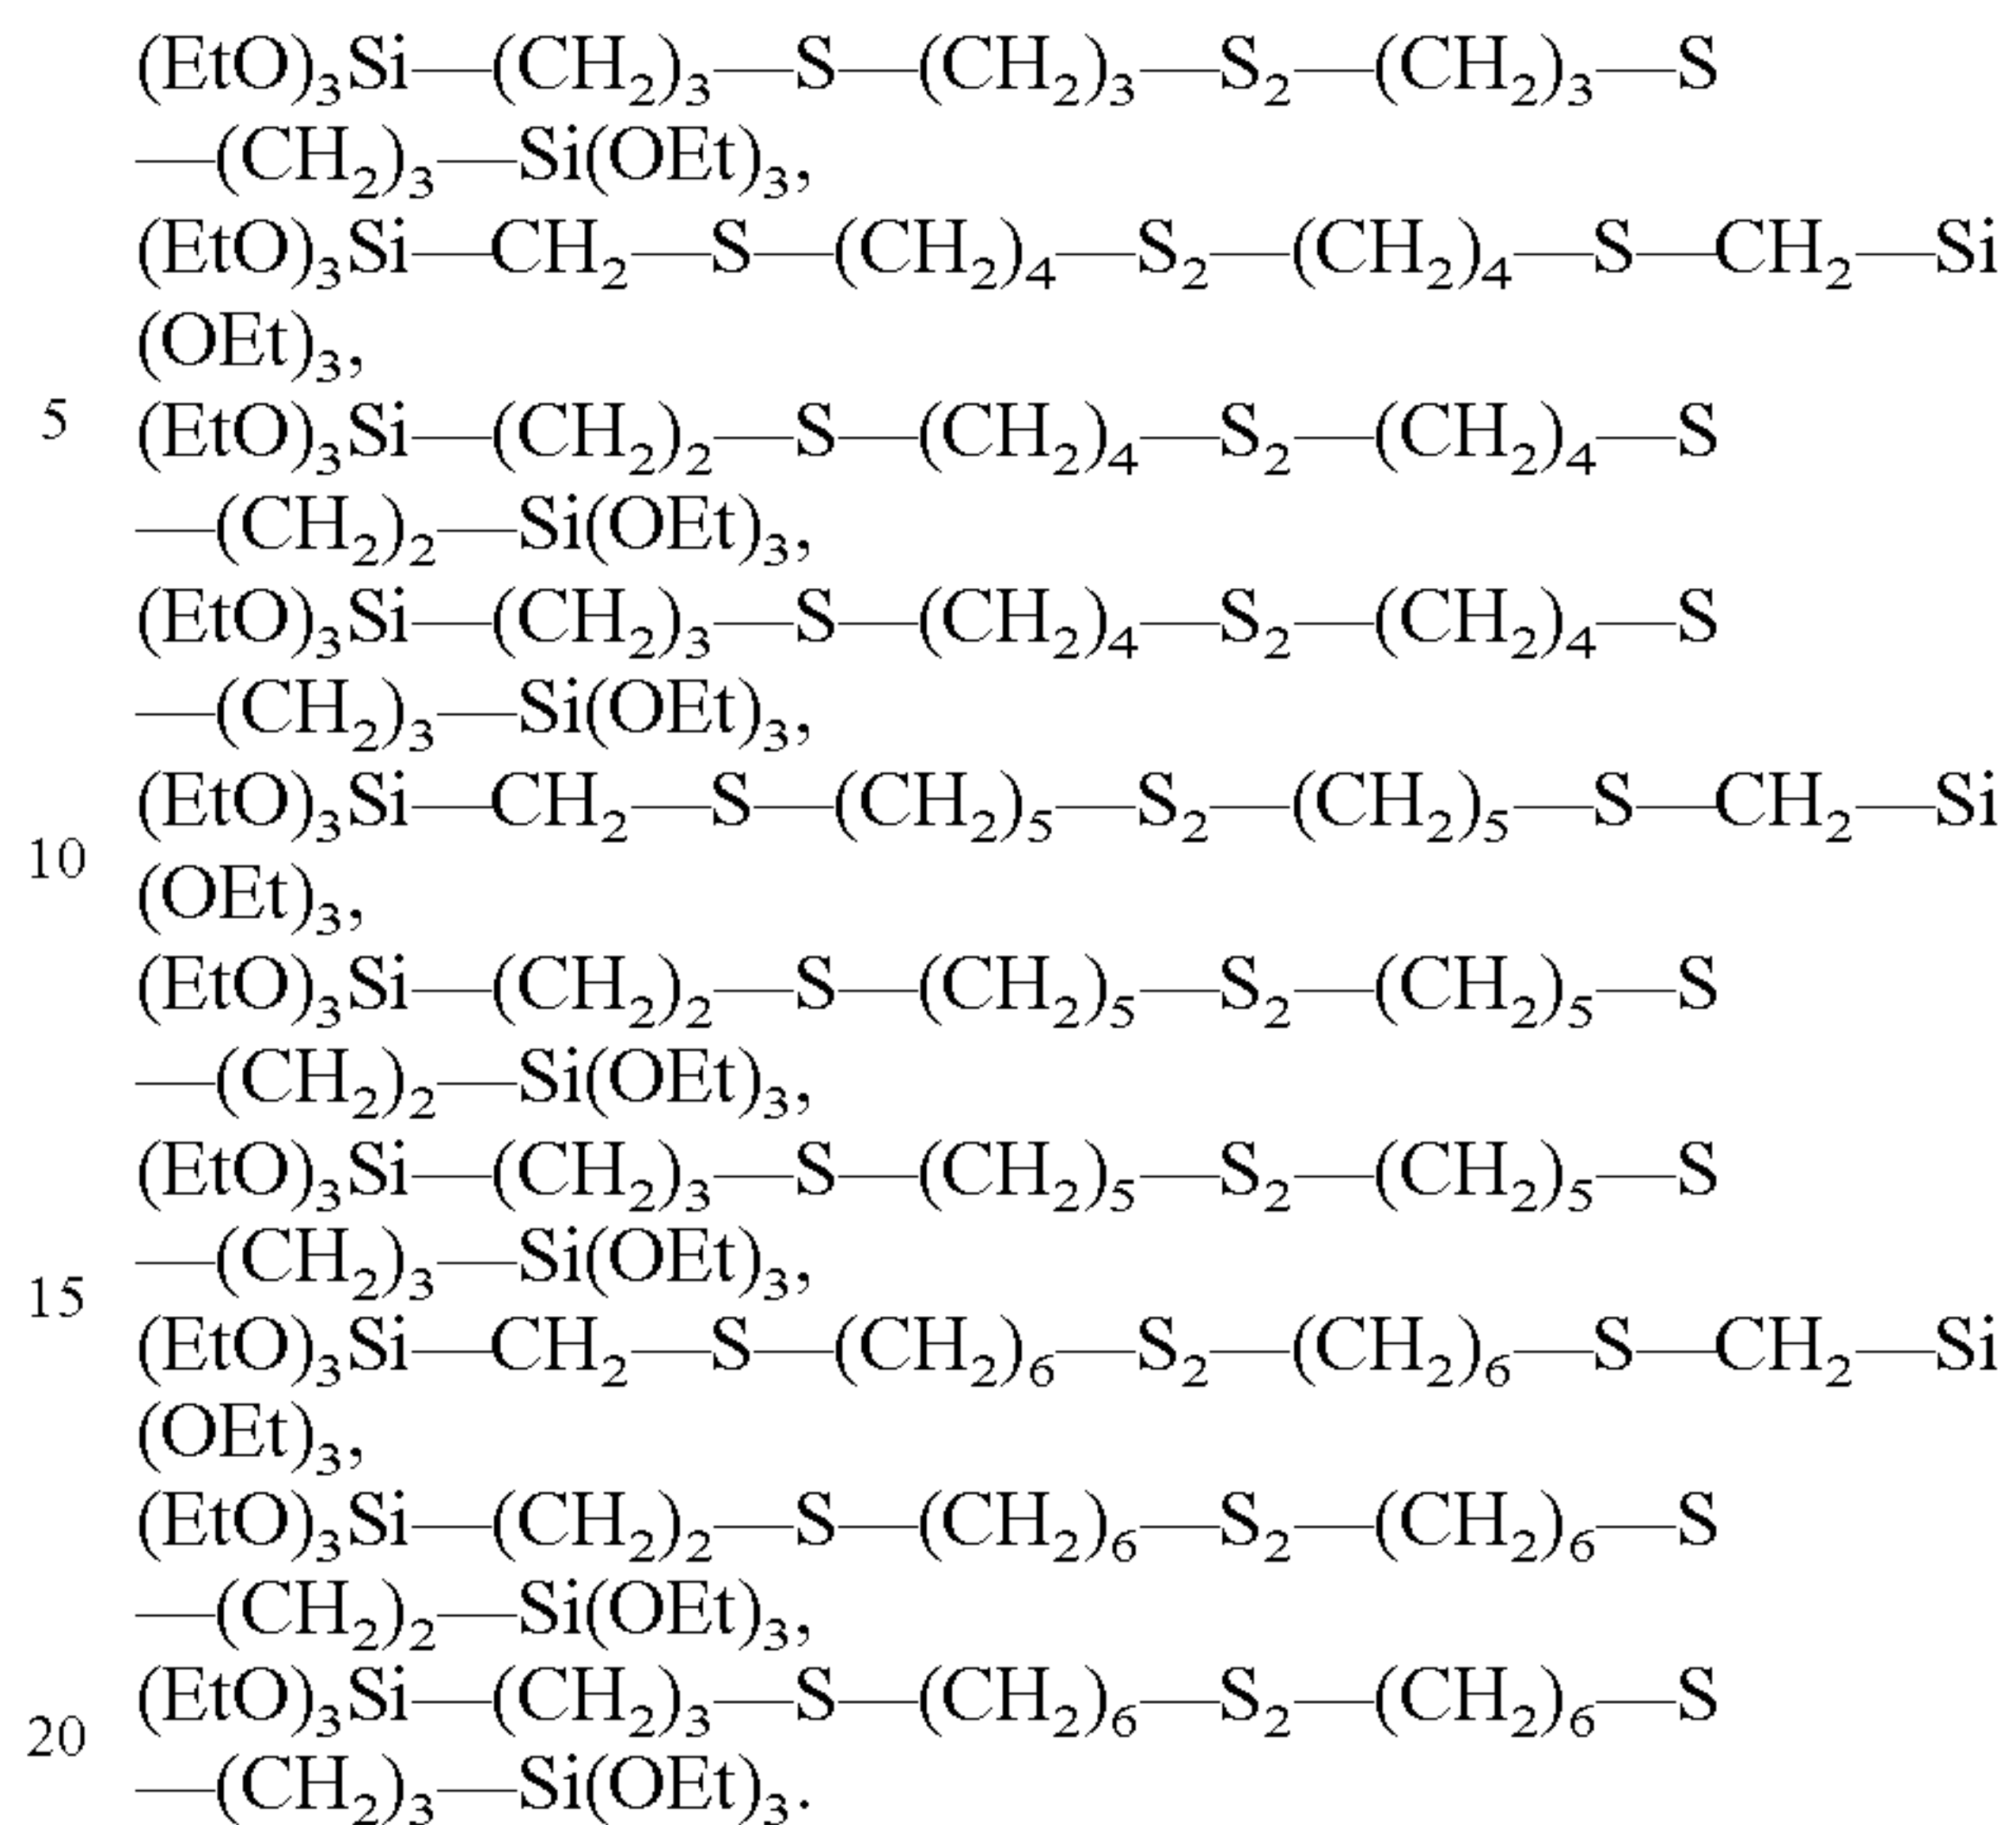 (EtO)₃Si—(CH₂)₃—S—(CH₂)₃—S₂—(CH₂)₃—S
—(CH₂)₃—Si(OEt)₃,
(EtO)₃Si—CH₂—S—(CH₂)₄—S₂—(CH₂)₄—S—CH₂—Si
(OEt)₃,
5 (EtO)₃Si—(CH₂)₂—S—(CH₂)₄—S₂—(CH₂)₄—S
—(CH₂)₂—Si(OEt)₃,
(EtO)₃Si—(CH₂)₃—S—(CH₂)₄—S₂—(CH₂)₄—S
—(CH₂)₃—Si(OEt)₃,
(EtO)₃Si—CH₂—S—(CH₂)₅—S₂—(CH₂)₅—S—CH₂—Si
10 (OEt)₃,
(EtO)₃Si—(CH₂)₂—S—(CH₂)₅—S₂—(CH₂)₅—S
—(CH₂)₂—Si(OEt)₃,
(EtO)₃Si—(CH₂)₃—S—(CH₂)₅—S₂—(CH₂)₅—S
—(CH₂)₃—Si(OEt)₃,
15 (EtO)₃Si—CH₂—S—(CH₂)₆—S₂—(CH₂)₆—S—CH₂—Si
(OEt)₃,
(EtO)₃Si—(CH₂)₂—S—(CH₂)₆—S₂—(CH₂)₆—S
—(CH₂)₂—Si(OEt)₃,
(EtO)₃Si—(CH₂)₃—S—(CH₂)₆—S₂—(CH₂)₆—S
20 —(CH₂)₃—Si(OEt)₃.